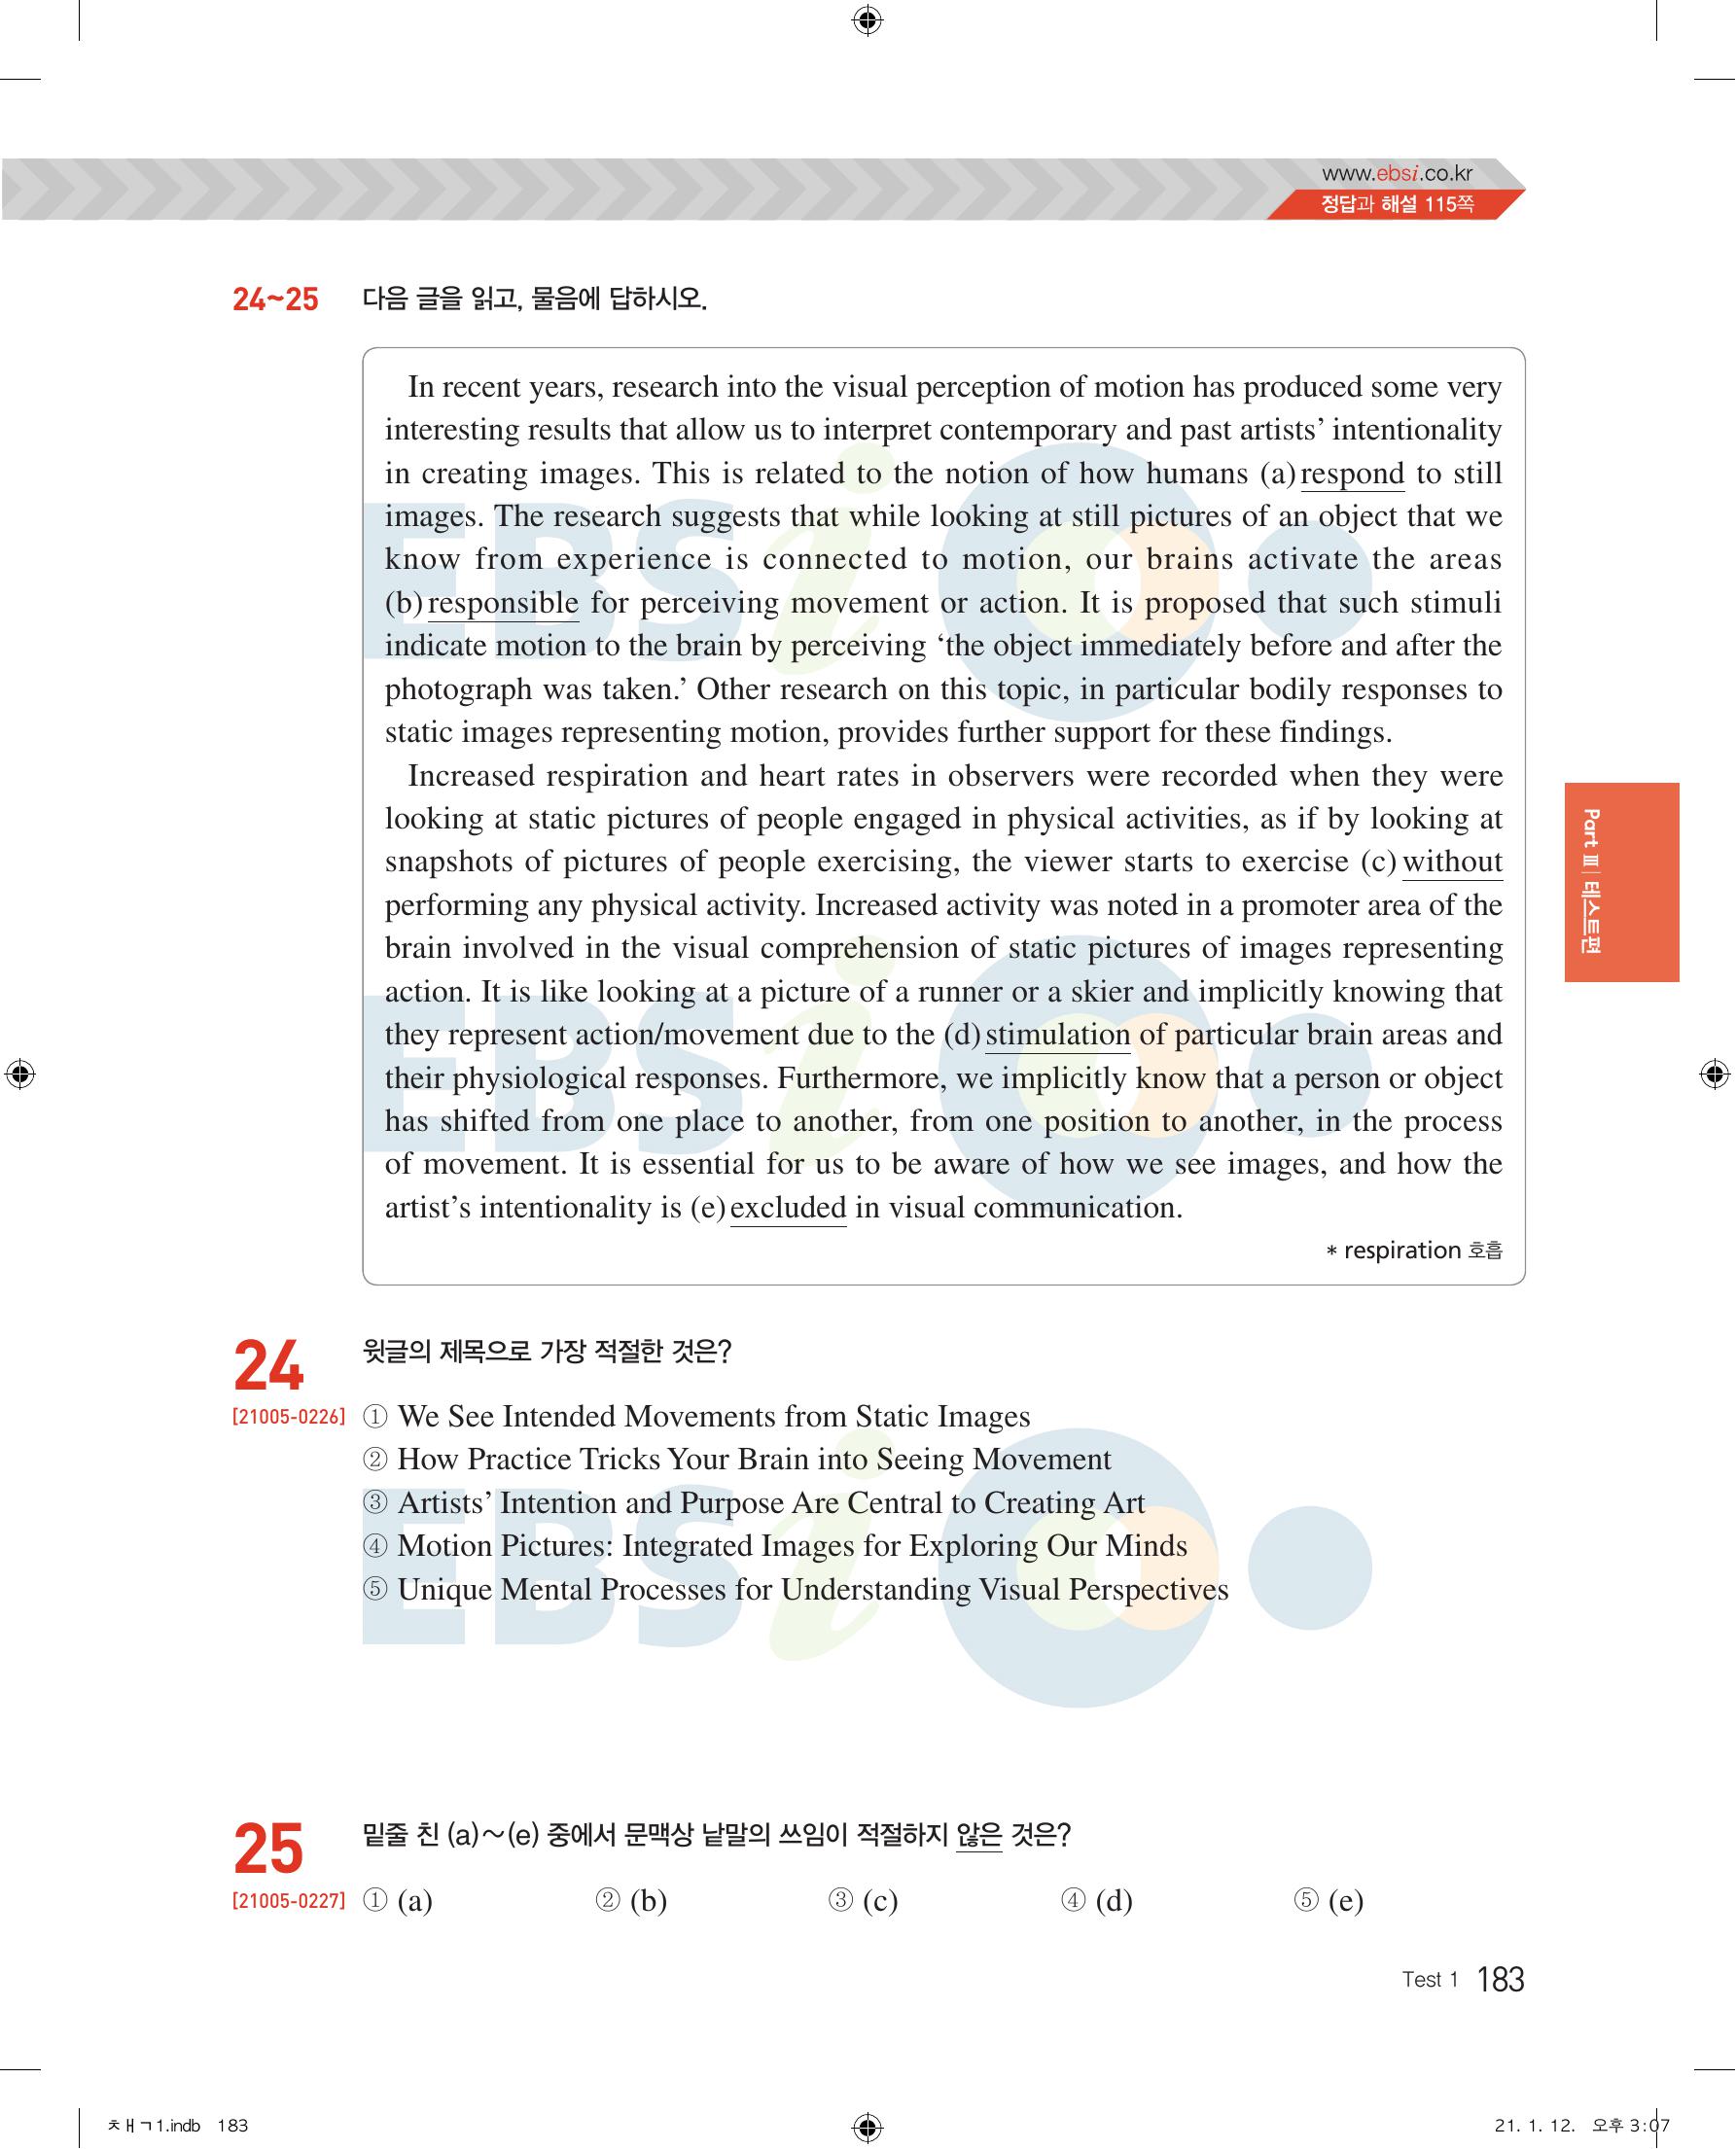 www.ebsi.co.kr
정답과 해설 115쪽
24~25 다음 글을 읽고, 물음에 답하시오.
In recent years, research into the visual perception of motion has produced some very
interesting results that allow us to interpret contemporary and past artists’ intentionality
in creating images. This is related to the notion of how humans (a) respond to still
images. The research suggests that while looking at still pictures of an object that we
know from experience is connected to motion, our brains activate the areas
(b) responsible for perceiving movement or action. It is proposed that such stimuli
indicate motion to the brain by perceiving ‘the object immediately before and after the
photograph was taken.’ Other research on this topic, in particular bodily responses to
static images representing motion, provides further support for these findings.
Increased respiration and heart rates in observers were recorded when they were
looking at static pictures of people engaged in physical activities, as if by looking at
snapshots of pictures of people exercising, the viewer starts to exercise (c) without
performing any physical activity. Increased activity was noted in a promoter area of the
brain involved in the visual comprehension of static pictures of images representing
action. It is like looking at a picture of a runner or a skier and implicitly knowing that
they represent action/movement due to the (d) stimulation of particular brain areas and
their physiological responses. Furthermore, we implicitly know that a person or object
has shifted from one place to another, from one position to another, in the process
of movement. It is essential for us to be aware of how we see images, and how the
artist’s intentionality is (e) excluded in visual communication.
* respiration 호흡
Part Ⅲ | 테스트편
24 윗글의 제목으로 가장 적절한 것은?
[21005-0226] ① We See Intended Movements from Static Images
② How Practice Tricks Your Brain into Seeing Movement
③ Artists’ Intention and Purpose Are Central to Creating Art
④ Motion Pictures: Integrated Images for Exploring Our Minds
⑤ Unique Mental Processes for Understanding Visual Perspectives
25 밑줄 친 (a)~(e) 중에서 문맥상 낱말의 쓰임이 적절하지 않은 것은?
[21005-0227] ① (a) ② (b) ③ (c) ④ (d) ⑤ (e)
Test 1 183
ㅊㅐㄱ1.indb 183 21. 1. 12. 오후 3:07
EBSi
EBSi
EBSi